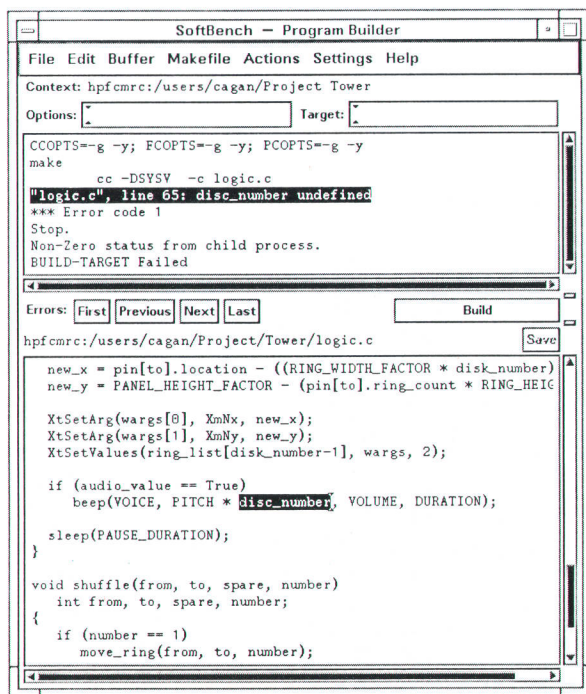 SoftBench — Program Builder
File Edit Buffer Makefile Actions Settings Help
Context: hpfcmrc:/users/cagan/Project Tower
Options: Target:
CCOPTS=-g -y; FCOPTS=-g -y; PCOPTS=-g -y
make
cc -DSYSV -c logic.c
"logic.c", line 65: disc_number undefined
*** Error code 1
Stop.
Non-Zero status from child process.
BUILD-TARGET Failed
Errors: First Previous Next Last Build
hpfcmrc:/users/cagan/Project/Tower/logic.c Save
new_x = pin[to].location - ((RING_WIDTH_FACTOR * disk_number)
new_y = PANEL_HEIGHT_FACTOR - (pin[to].ring_count * RING_HEIG
XtSetArg(wargs[0], XmNx, new_x);
XtSetArg(wargs[1], XmNy, new_y);
XtSetValues(ring_list[disk_number-1], wargs, 2);
if (audio_value == True)
beep(VOICE, PITCH * disc_number, VOLUME, DURATION);
sleep(PAUSE_DURATION);
}
void shuffle(from, to, spare, number)
int from, to, spare, number;
{
if (number == 1)
move_ring(from, to, number);